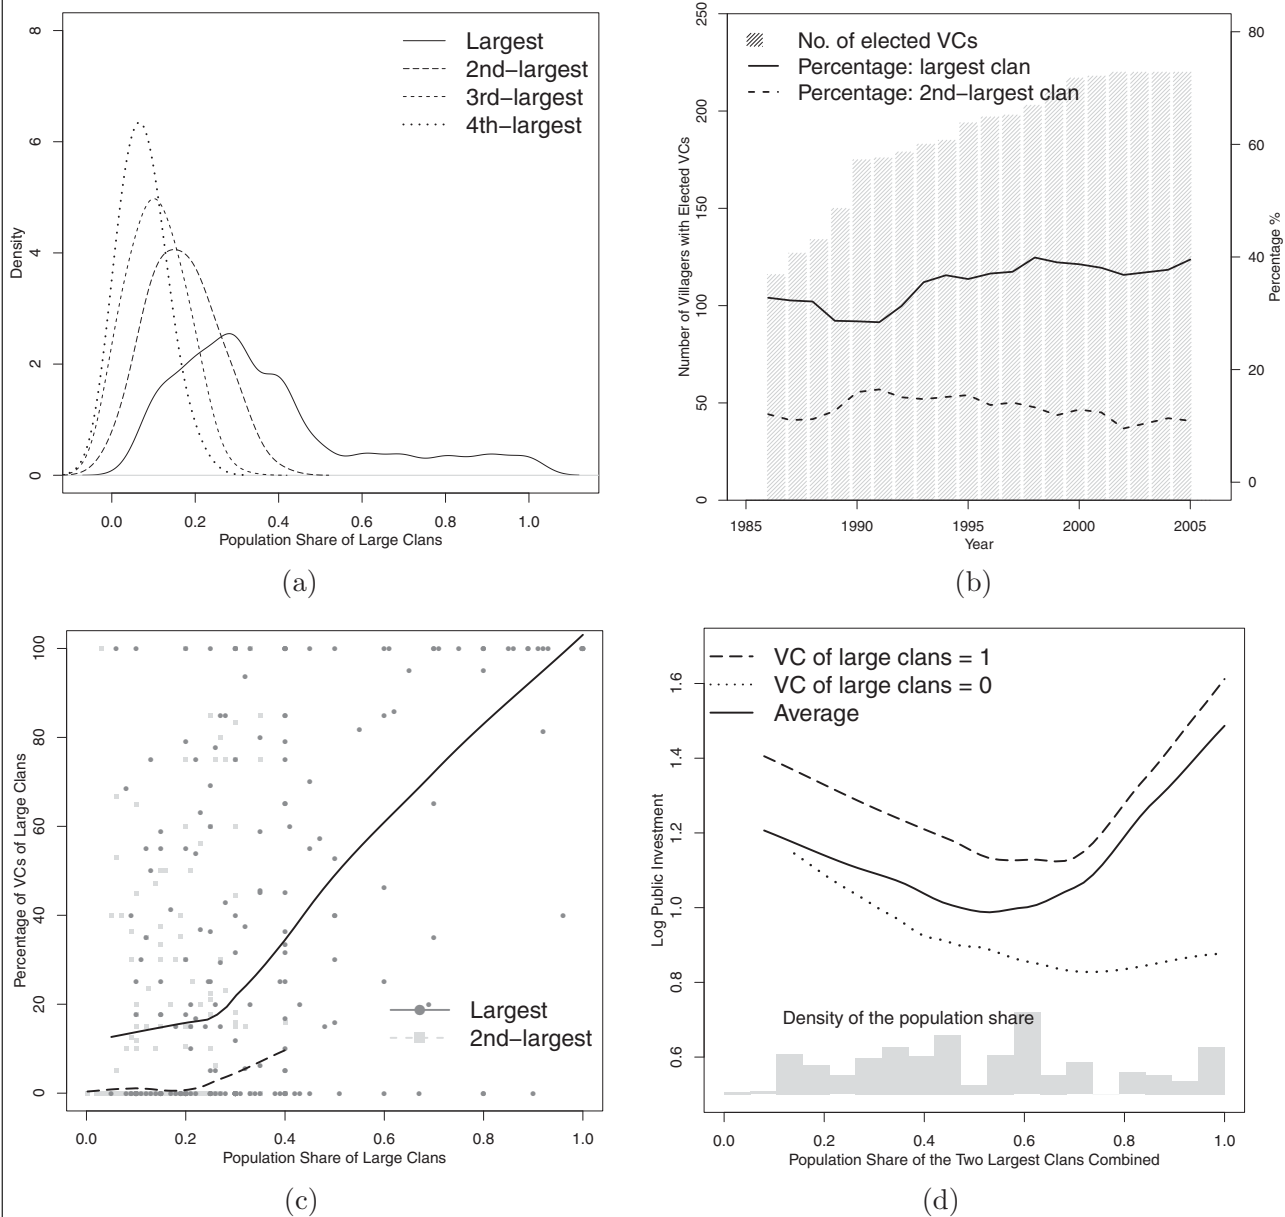 Largest
2nd-largest
3rd-largest
4th-largest
Density
0
2
4
6
8
0.0
0.2
0.4
0.6
0.8
1.0
Population Share of Large Clans
(a)
No. of elected VCs
Percentage: largest clan
Percentage: 2nd-largest clan
Number of Villagers with Elected VCs
0
50
100
150
200
250
Percentage %
0
20
40
60
80
1985
1990
1995
2000
2005
Year
(b)
Percentage of VCs of Large Clans
0
20
40
60
80
100
Largest
2nd-largest
0.0
0.2
0.4
0.6
0.8
1.0
Population Share of Large Clans
(c)
VC of large clans = 1
VC of large clans = 0
Average
Log Public Investment
0.6
0.8
1.0
1.2
1.4
1.6
Density of the population share
0.0
0.2
0.4
0.6
0.8
1.0
Population Share of the Two Largest Clans Combined
(d)